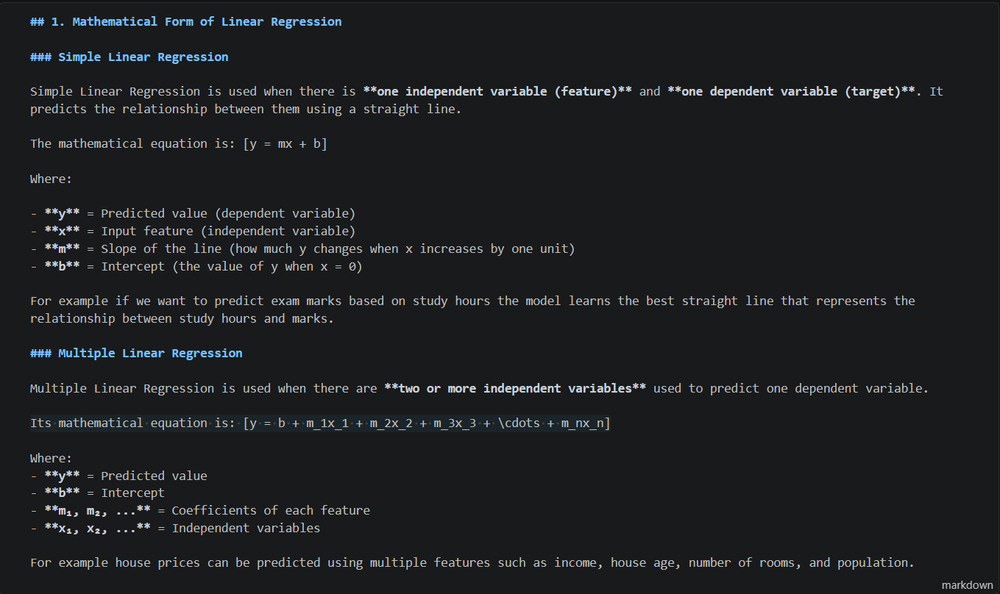 ## 1. Mathematical Form of Linear Regression
### Simple Linear Regression
Simple Linear Regression is used when there is **one independent variable (feature)** and **one dependent variable (target)**. It
predicts the relationship between them using a straight line.
The mathematical equation is: [y = mx + b]
Where:
- **y** = Predicted value (dependent variable)
- **x** = Input feature (independent variable)
- **m** = Slope of the line (how much y changes when x increases by one unit)
- **b** = Intercept (the value of y when x = 0)
For example if we want to predict exam marks based on study hours the model learns the best straight line that represents the
relationship between study hours and marks.
### Multiple Linear Regression
Multiple Linear Regression is used when there are **two or more independent variables** used to predict one dependent variable.
Its mathematical equation is: [y = b + m_1x_1 + m_2x_2 + m_3x_3 + \cdots + m_nx_n]
Where:
- **y** = Predicted value
- **b** = Intercept
- **m₁, m₂, ...** = Coefficients of each feature
- **x₁, x₂, ...** = Independent variables
For example house prices can be predicted using multiple features such as income, house age, number of rooms, and population.
markdown